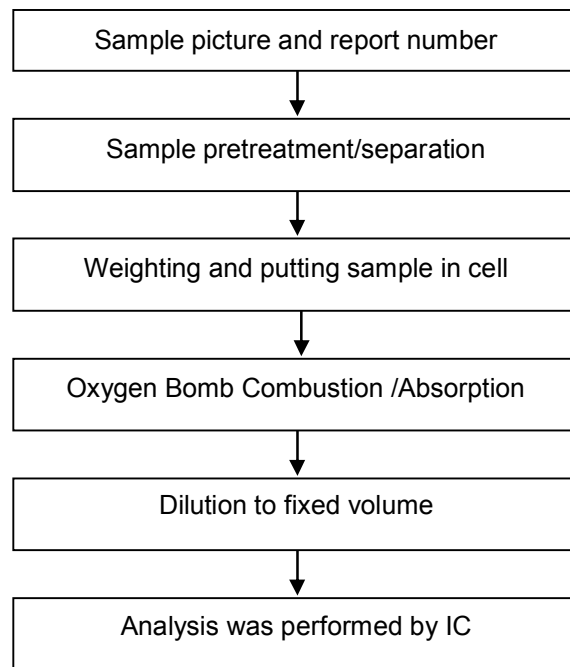 Sample picture and report number
Sample pretreatment/separation
Weighting and putting sample in cell
Oxygen Bomb Combustion /Absorption
Dilution to fixed volume
Analysis was performed by IC